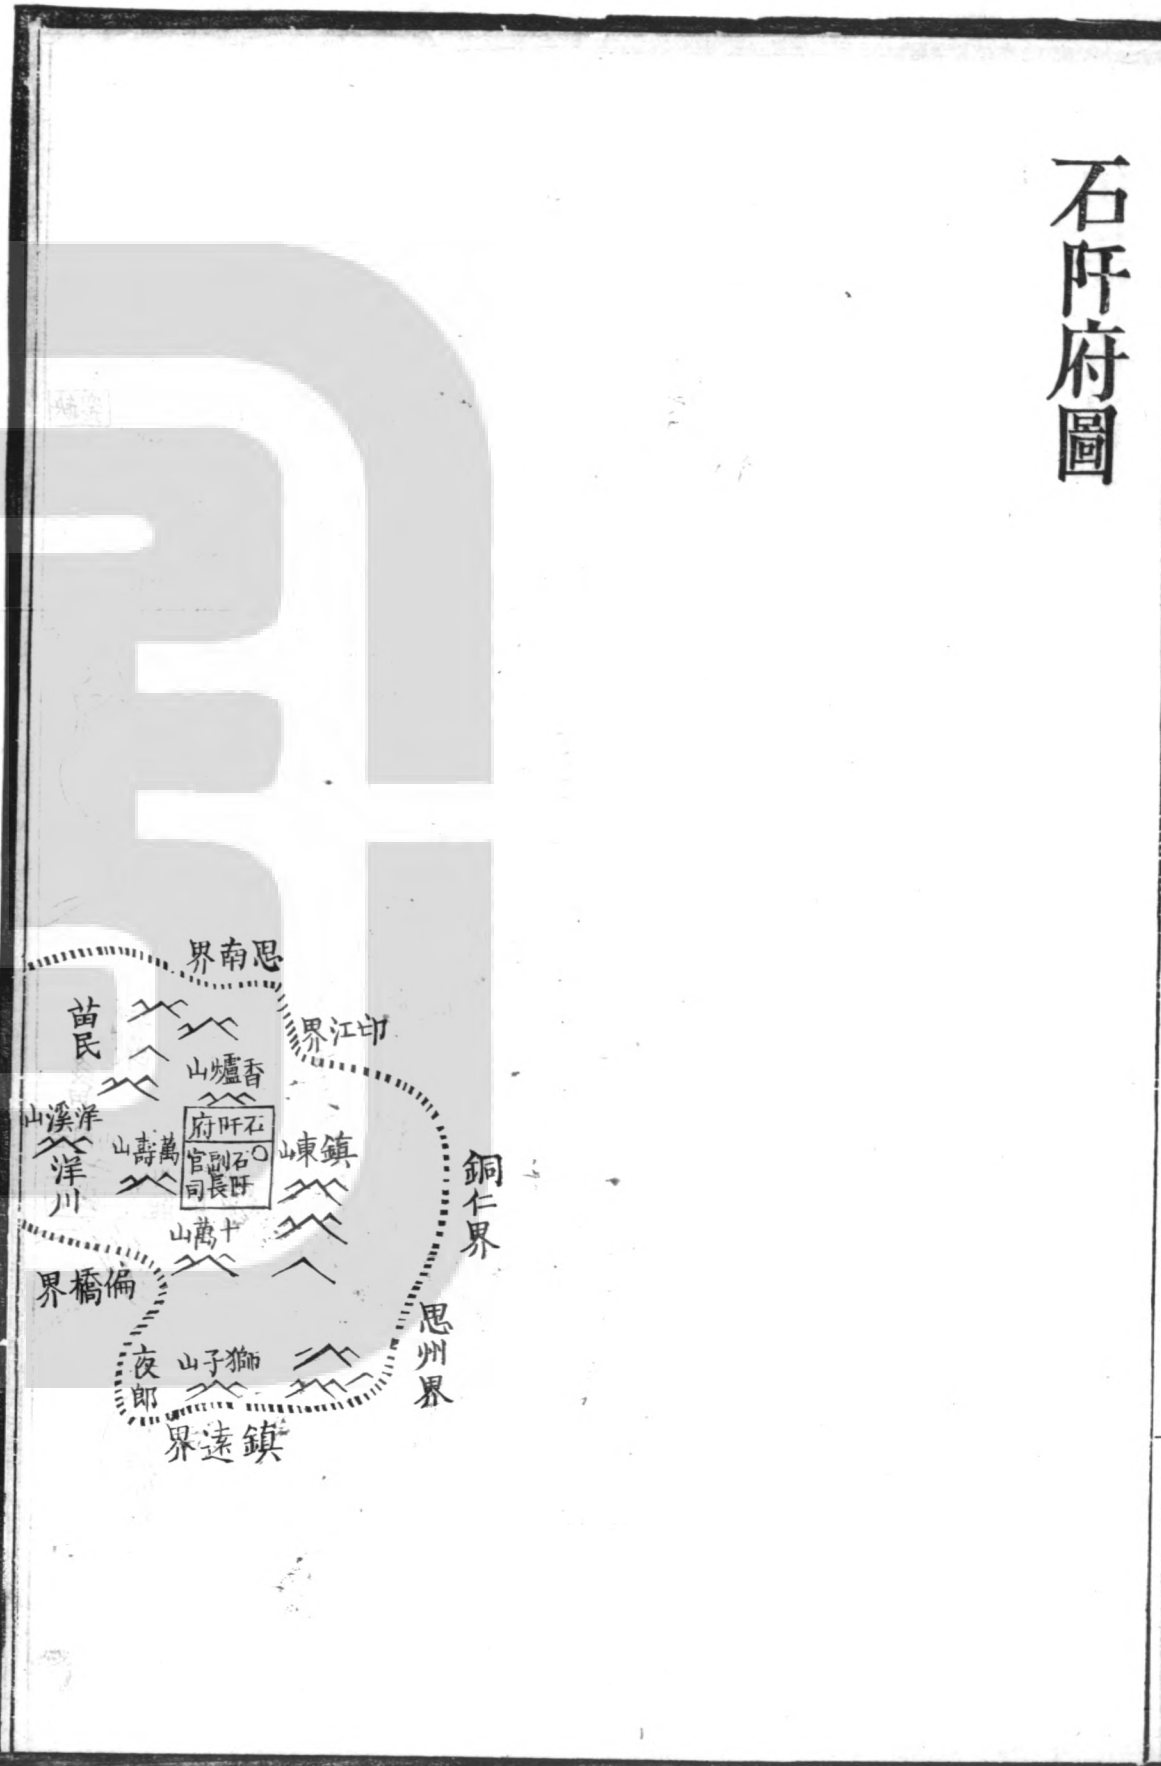 石阡府圖
思南界
印江界
苗民
香爐山
石阡府
石阡副長官司
洋溪山
萬壽山
鎮東山
洋川
銅仁界
十萬山
偏橋界
思州界
夜郎
獅子山
鎮遠界